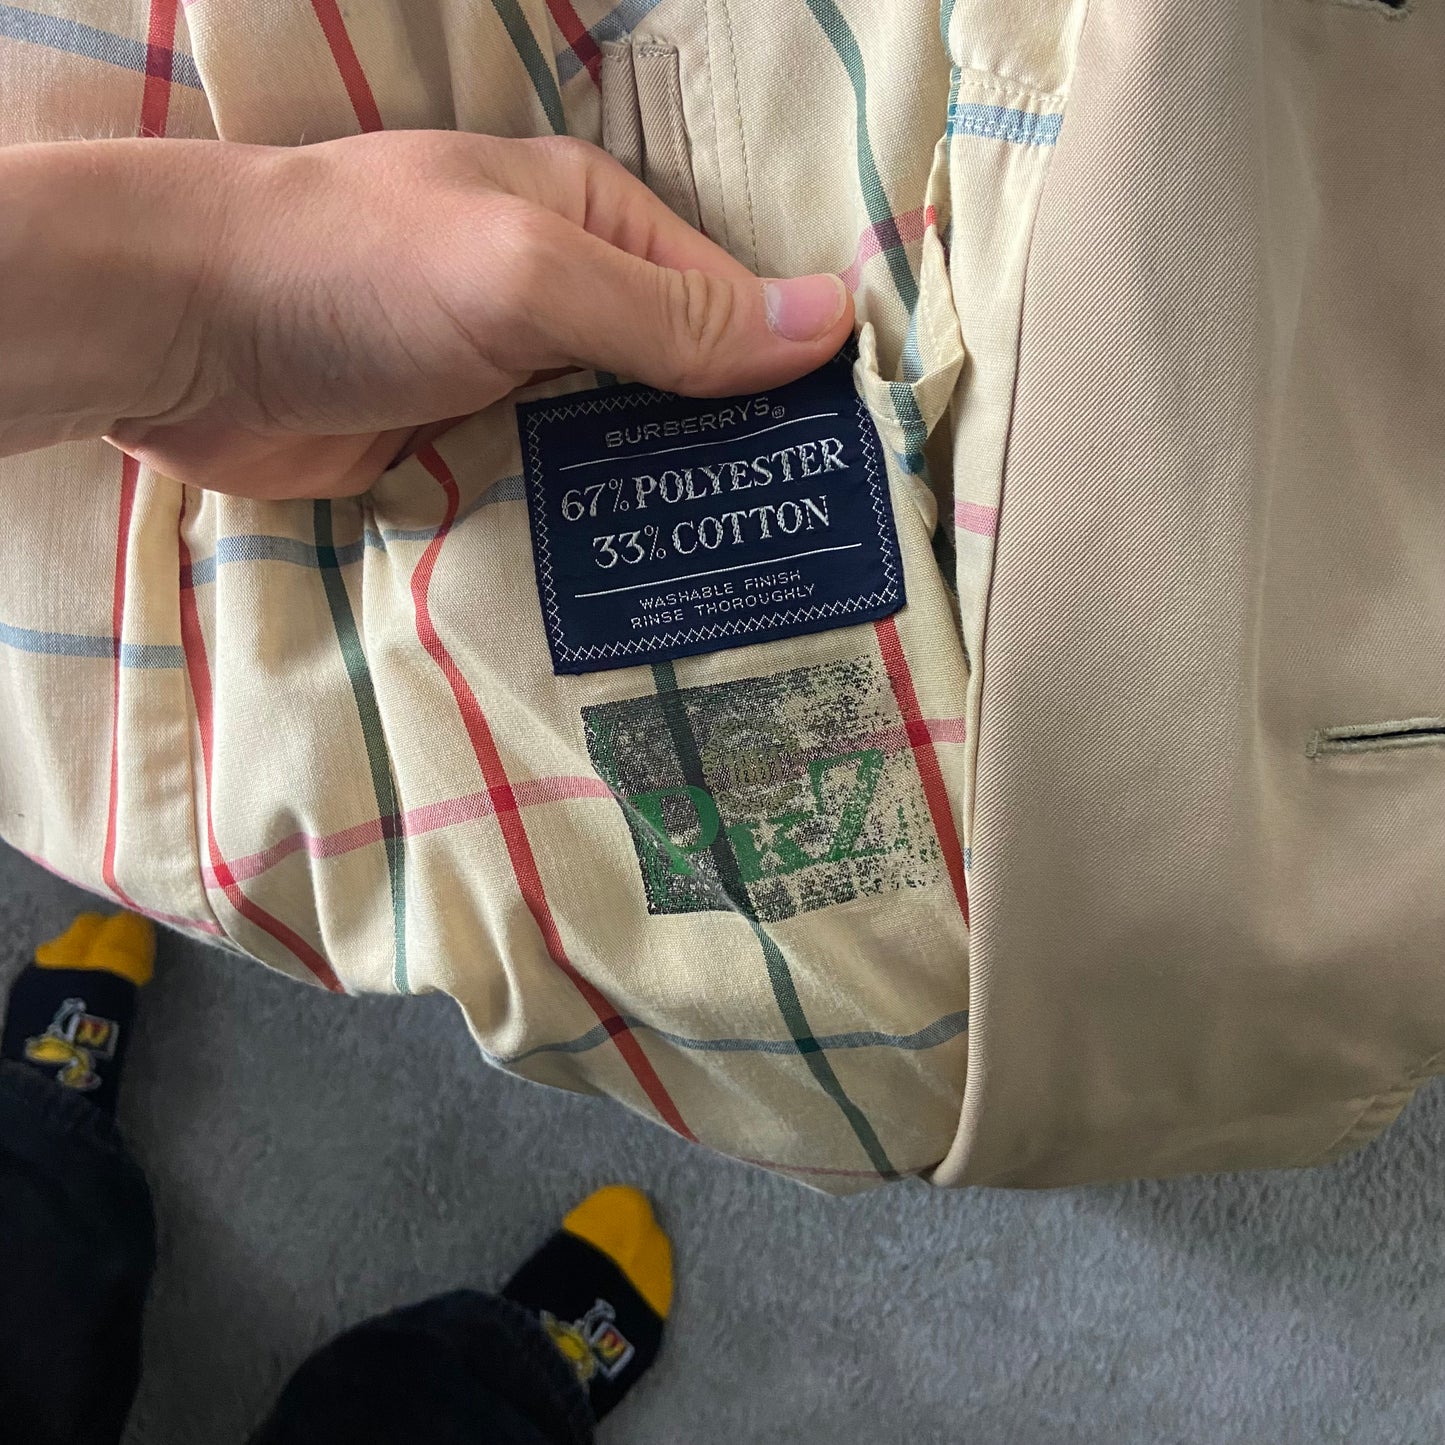 BURBERRYS®
67% POLYESTER
33% COTTON
WASHABLE FINISH
RINSE THOROUGHLY